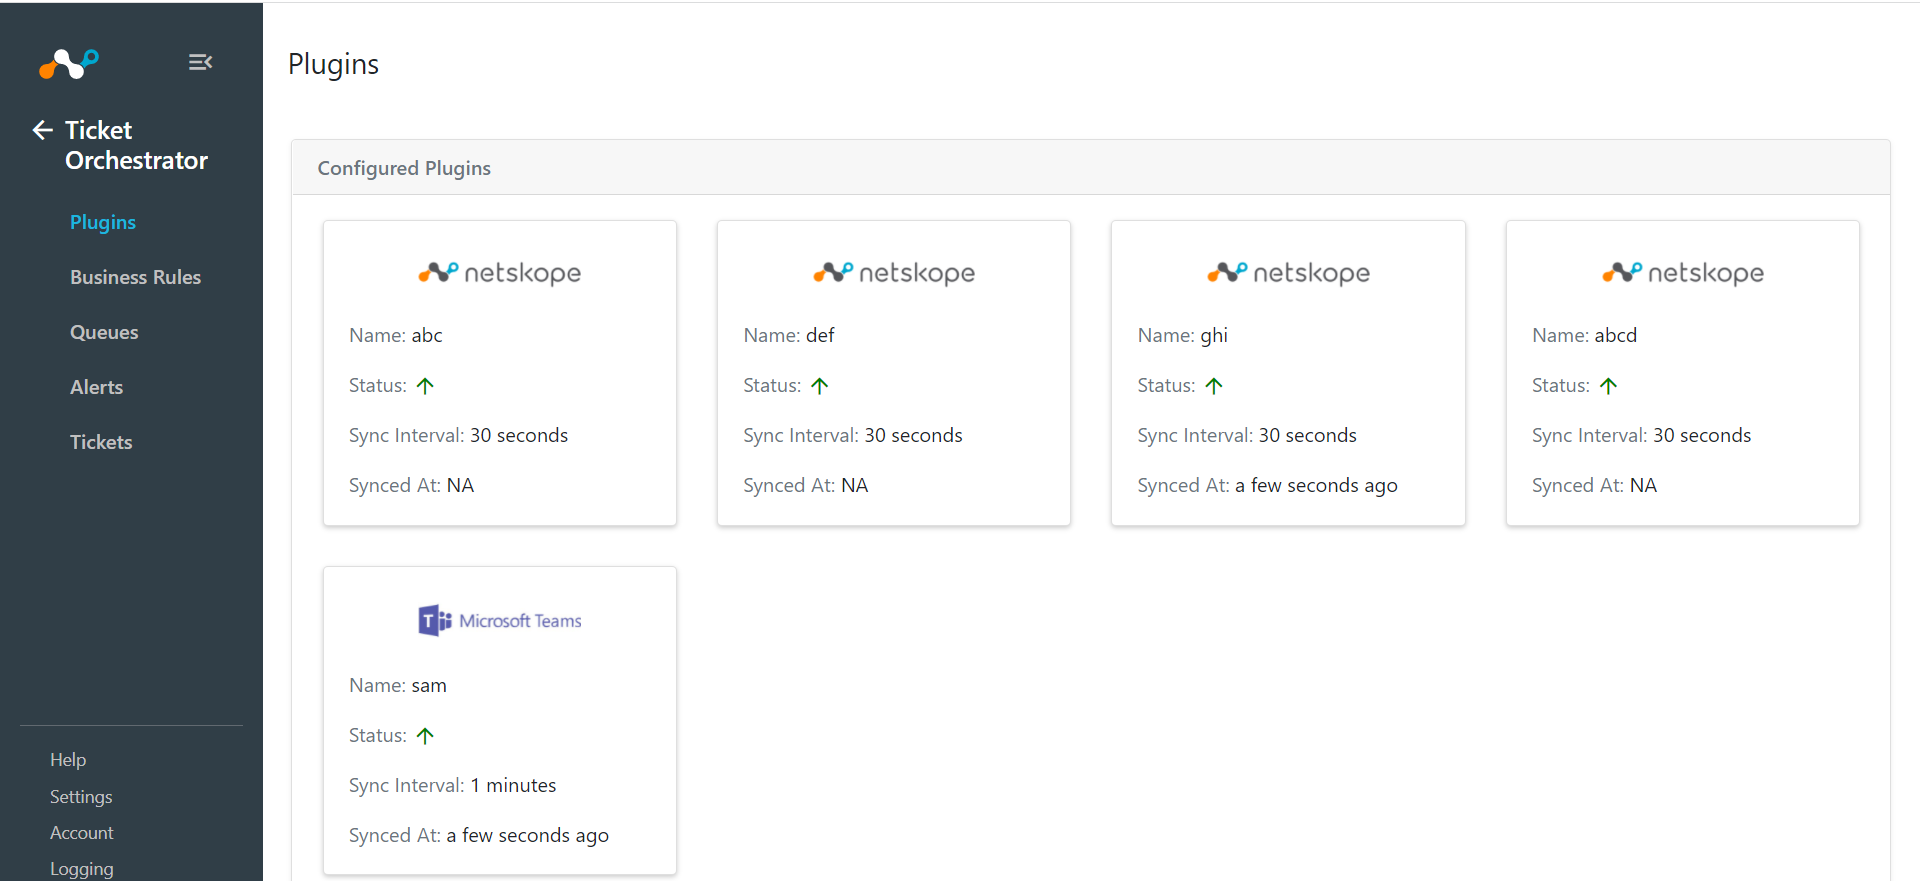 Ticket
Orchestrator
Plugins
Business Rules
Queues
Alerts
Tickets
Help
Settings
Account
Logging
Plugins
Configured Plugins
netskope
Name: abc
Status:
Sync Interval: 30 seconds
Synced At: NA
netskope
Name: def
Status:
Sync Interval: 30 seconds
Synced At: NA
netskope
Name: ghi
Status:
Sync Interval: 30 seconds
Synced At: a few seconds ago
netskope
Name: abcd
Status:
Sync Interval: 30 seconds
Synced At: NA
T Microsoft Teams
Name: sam
Status:
Sync Interval: 1 minutes
Synced At: a few seconds ago